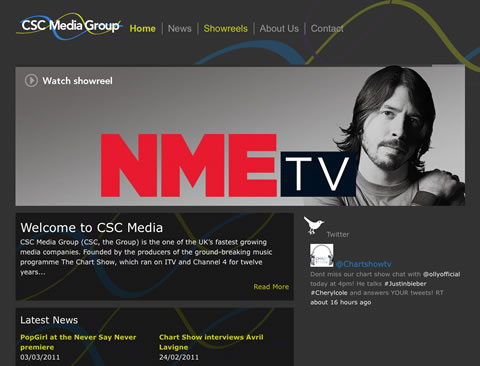 CSC Media Group
Home
News
Showreels
About Us
Contact
Watch showreel
NME TV
Welcome to CSC Media
CSC Media Group (CSC, the Group) is the one of the UK's fastest growing
media companies. Founded by the producers of the ground-breaking music
programme The Chart Show, which ran on ITV and Channel 4 for twelve
years...
Read More
Latest News
PopGirl at the Never Say Never
premiere
03/03/2011
Chart Show interviews Avril
Lavigne
24/02/2011
Twitter
@Chartshowtv
Dont miss our chart show chat with @ollyofficial
today at 4pm! He talks #Justinbieber
#Cherylcole and answers YOUR tweets! RT
about 16 hours ago